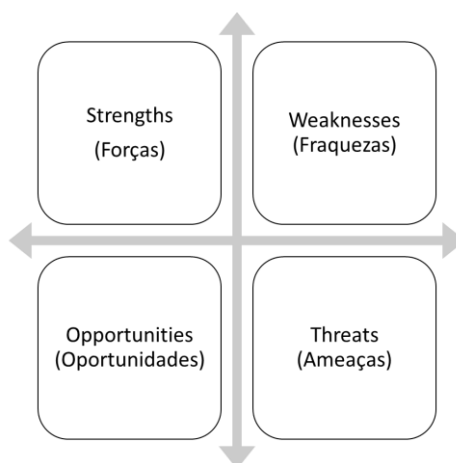 Strengths
(Forças)
Weaknesses
(Fraquezas)
Opportunities
(Oportunidades)
Threats
(Ameaças)